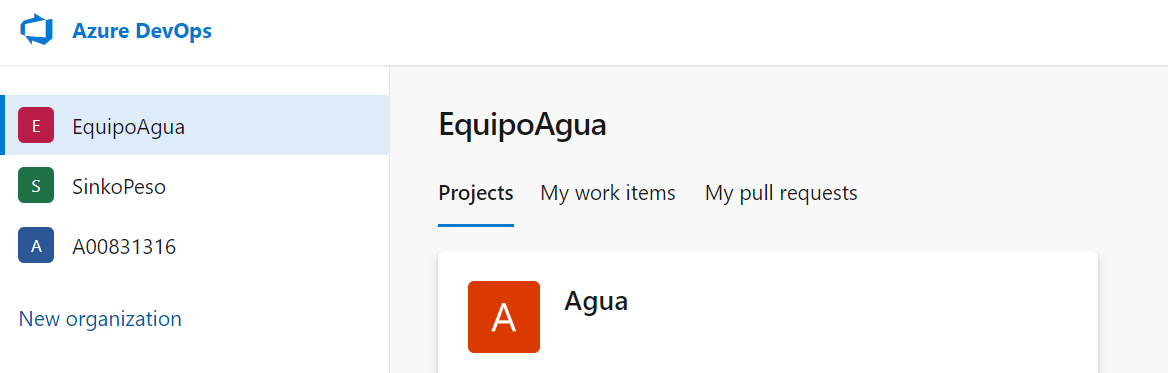 Azure DevOps
E EquipoAgua
S SinkoPeso
A A00831316
New organization
EquipoAgua
Projects My work items My pull requests
A Agua